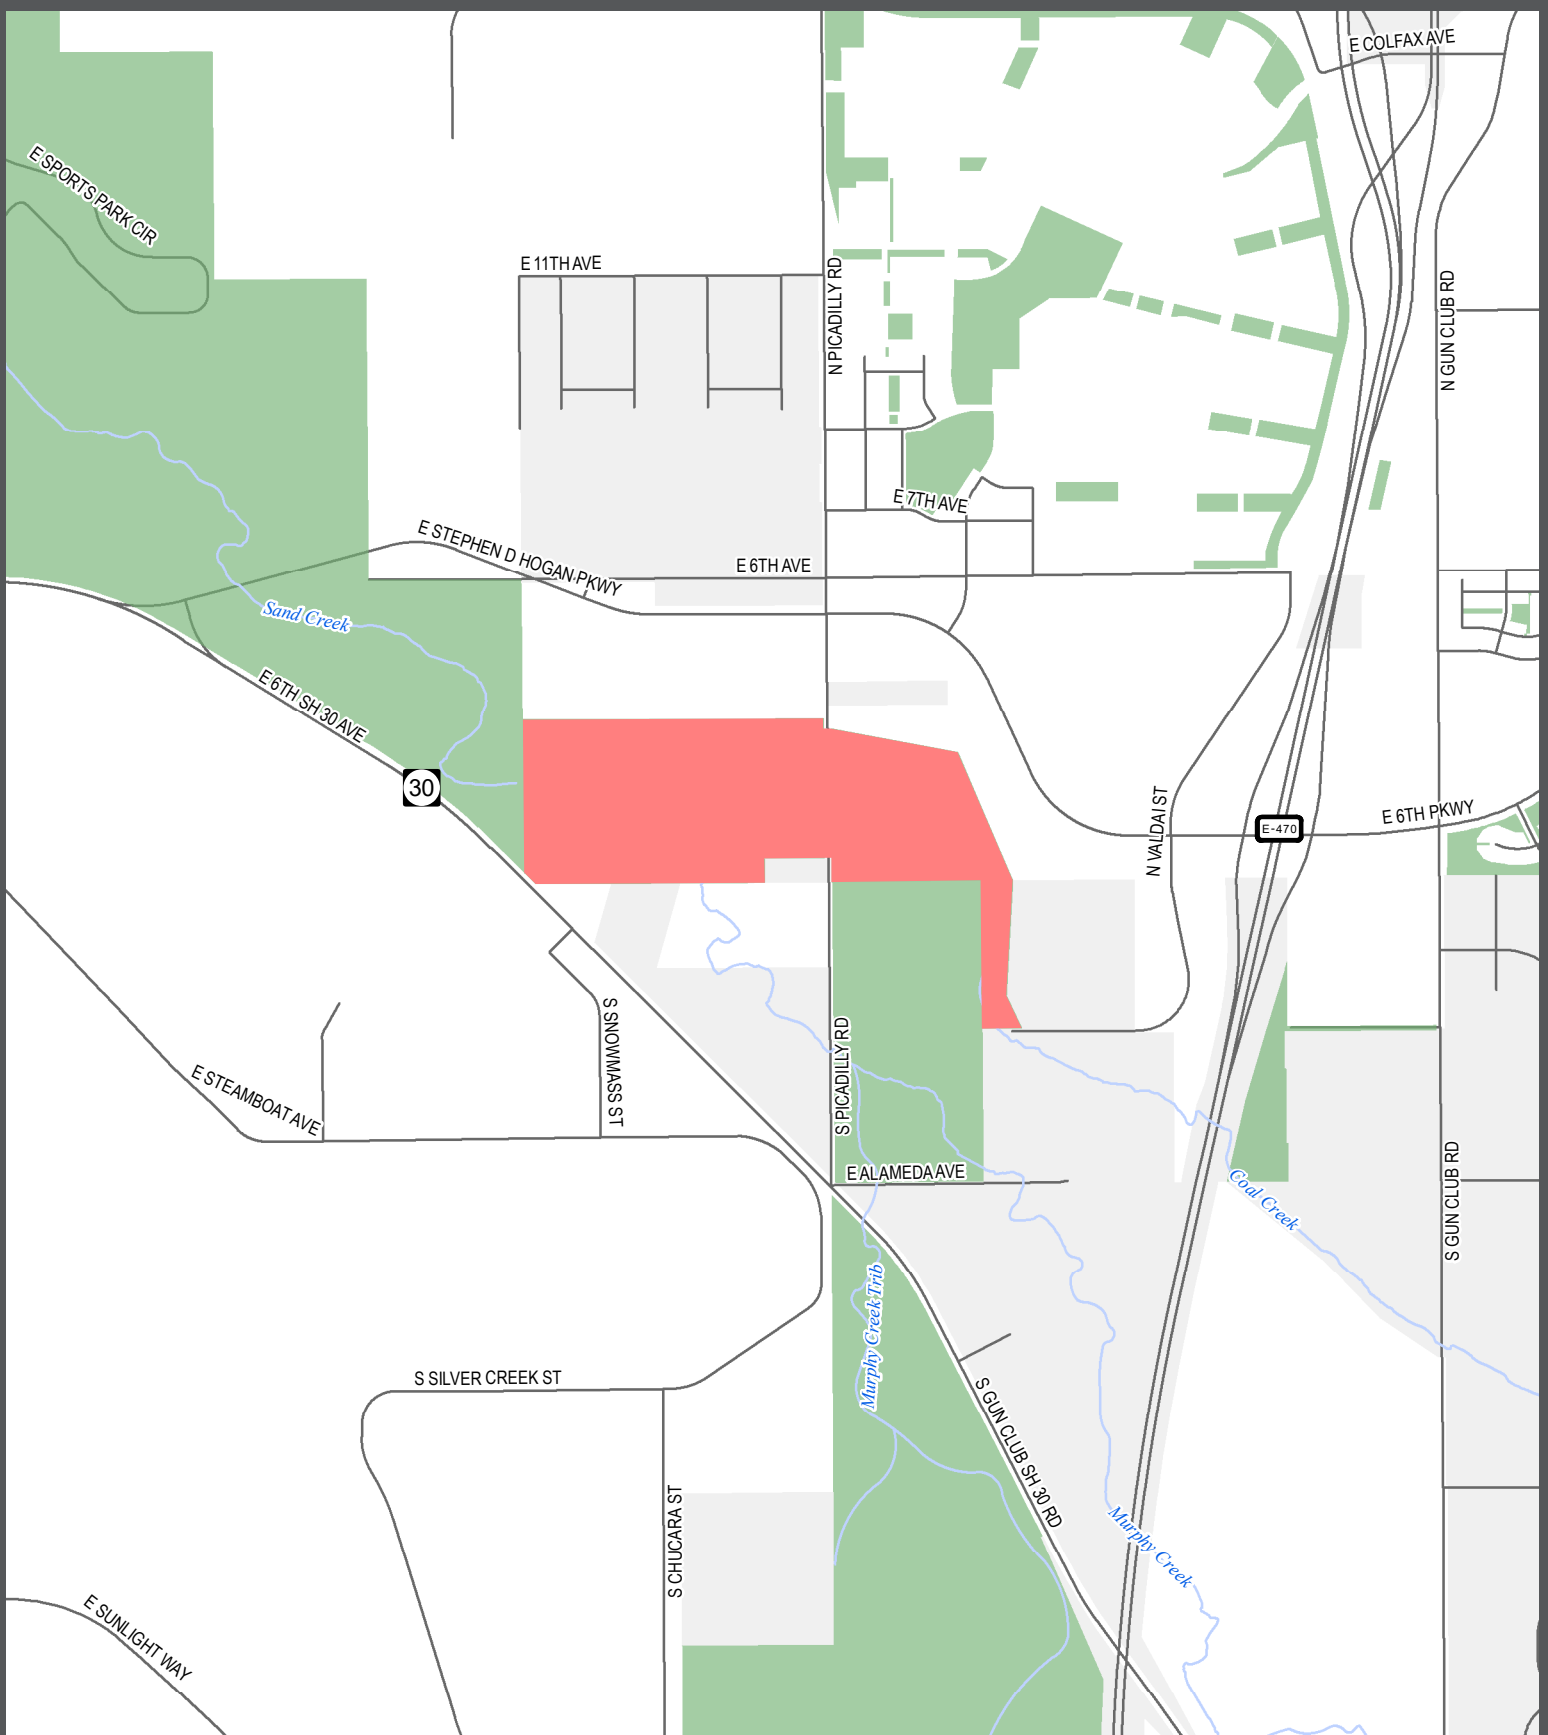 E COLFAX AVE
E SPORTS PARK CIR
E 11TH AVE
N PICADILLY RD
N GUN CLUB RD
E 7TH AVE
E STEPHEN D HOGAN PKWY
E 6TH AVE
Sand Creek
E 6TH SH 30 AVE
30
N VALDAI ST
E-470
E 6TH PKWY
S SNOWMASS ST
S PICADILLY RD
E STEAMBOAT AVE
E ALAMEDA AVE
Coal Creek
S GUN CLUB RD
Murphy Creek Trib
S SILVER CREEK ST
S GUN CLUB SH 30 RD
S CHUCARA ST
Murphy Creek
E SUNLIGHT WAY